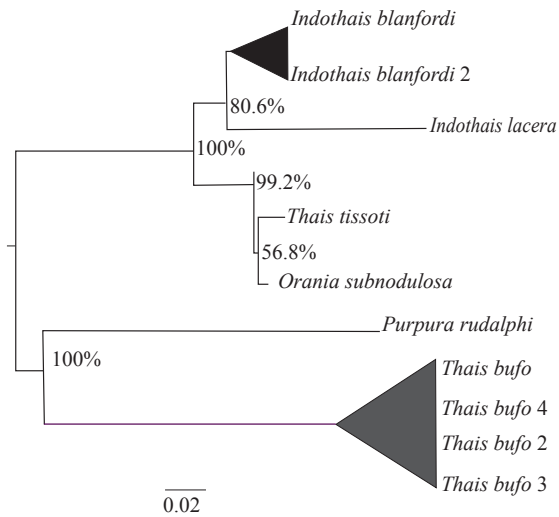 Indothais blanfordi
Indothais blanfordi 2
80.6%
Indothais lacera
100%
99.2%
Thais tissoti
56.8%
Orania subnodulosa
Purpura rudalphi
100%
Thais bufo
Thais bufo 4
Thais bufo 2
Thais bufo 3
0.02